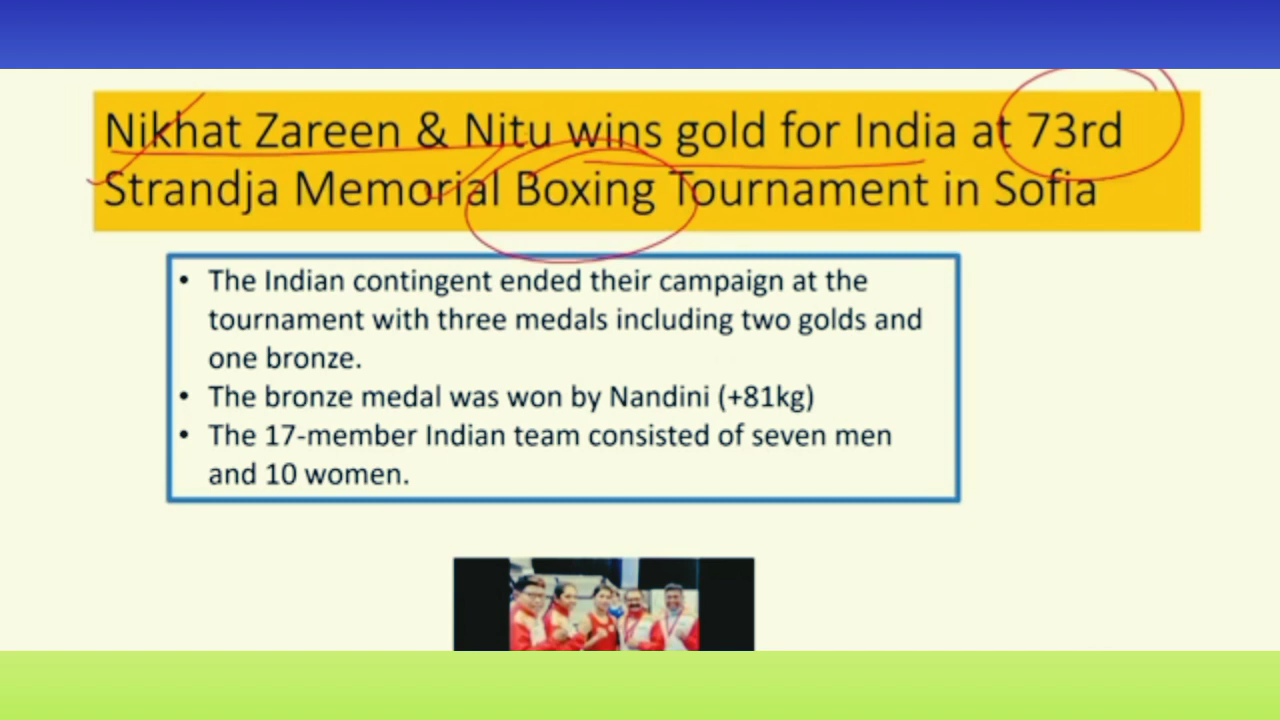 Nikhat Zareen & Nitu wins gold for India at 73rd
Strandja Memorial Boxing Tournament in Sofia
• The Indian contingent ended their campaign at the
tournament with three medals including two golds and
one bronze.
• The bronze medal was won by Nandini (+81kg)
• The 17-member Indian team consisted of seven men
and 10 women.